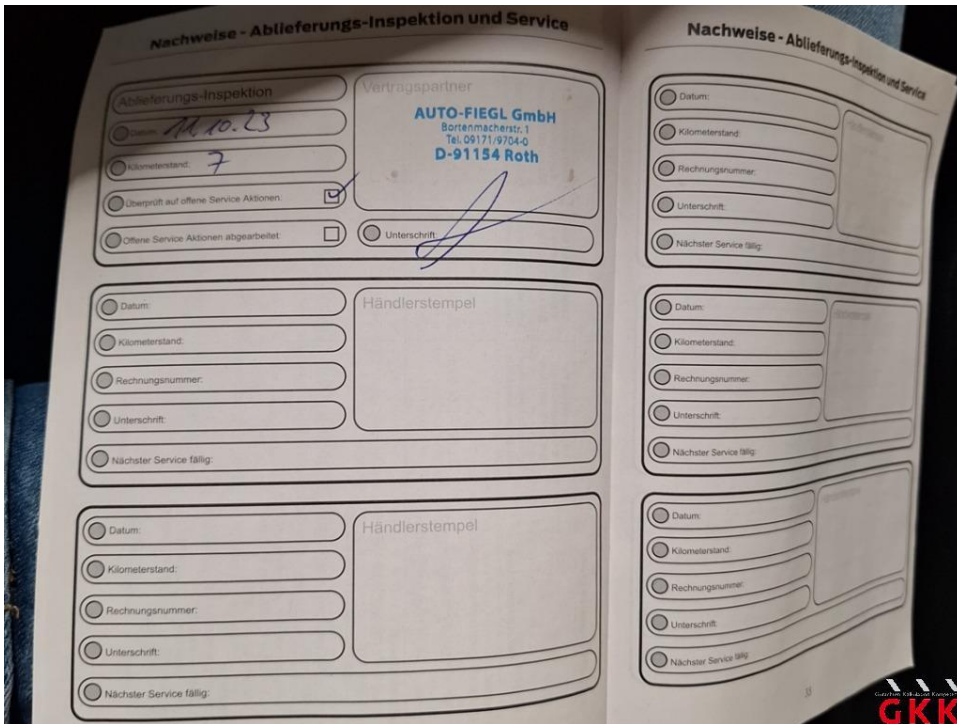 Nachweise - Ablieferungs-Inspektion und Service
Ablieferungs-Inspektion
Datum: 11.10.23
Kilometerstand: 7
Überprüft auf offene Service Aktionen:
Offene Service Aktionen abgearbeitet:
Vertragspartner
AUTO-FIEGL GmbH
Bortenmacherstr. 1
Tel. 09171/9704-0
D-91154 Roth
Unterschrift:
Datum:
Kilometerstand:
Rechnungsnummer:
Unterschrift:
Nächster Service fällig:
Händlerstempel
Datum:
Kilometerstand:
Rechnungsnummer:
Unterschrift:
Nächster Service fällig:
Händlerstempel
Nachweise - Ablieferungs-Inspektion und Service
Datum:
Kilometerstand:
Rechnungsnummer:
Unterschrift:
Nächster Service fällig:
Händlerstempel
Datum:
Kilometerstand:
Rechnungsnummer:
Unterschrift:
Nächster Service fällig:
Händlerstempel
Datum:
Kilometerstand:
Rechnungsnummer:
Unterschrift:
Nächster Service fällig:
Händlerstempel
GKK